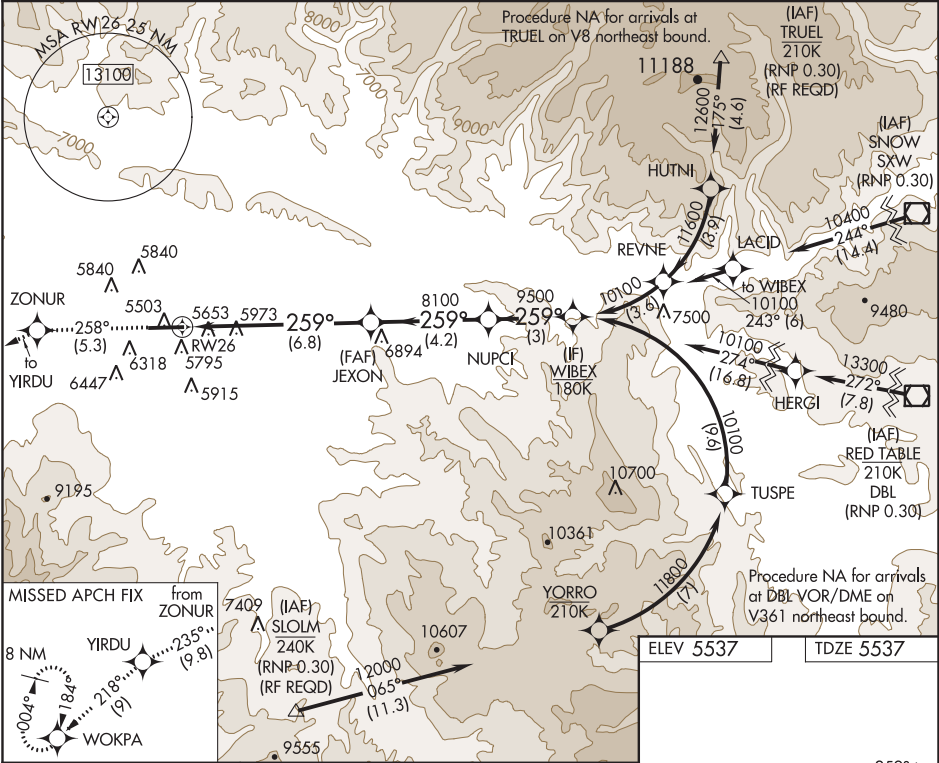 MSA RW26 25 NM
13100
8000
7000
7000
9000
Procedure NA for arrivals at
TRUEL on V8 northeast bound.
11188
(IAF)
TRUEL
210K
(RNP 0.30)
(RF REQD)
12600
175°
(4.6)
HUTNI
11600
(3.9)
(IAF)
SNOW
SXW
(RNP 0.30)
10400
244°
(14.4)
REVNE
LACID
to WIBEX
10100
243° (6)
10100
(3.6)
7500
9480
5840
5840
ZONUR
5503
5653
5973
258°
(5.3)
to
YIRDU
RW26
6318
5795
6447
5915
259°
(6.8)
(FAF)
JEXON
6894
8100
259°
(4.2)
NUPCI
9500
259°
(3)
(IF)
WIBEX
180K
10100
274°
(16.8)
HERGI
13300
272°
(7.8)
(IAF)
RED TABLE
210K
DBL
(RNP 0.30)
10100
(9.6)
TUSPE
9195
10700
10361
YORRO
210K
11800
(7)
Procedure NA for arrivals
at DBL VOR/DME on
V361 northeast bound.
MISSED APCH FIX
from
ZONUR
YIRDU
235°
(9.8)
8 NM
218°
(9)
004°
184°
WOKPA
7409
(IAF)
SLOLM
240K
(RNP 0.30)
(RF REQD)
10607
12000
065°
(11.3)
9555
ELEV 5537
TDZE 5537